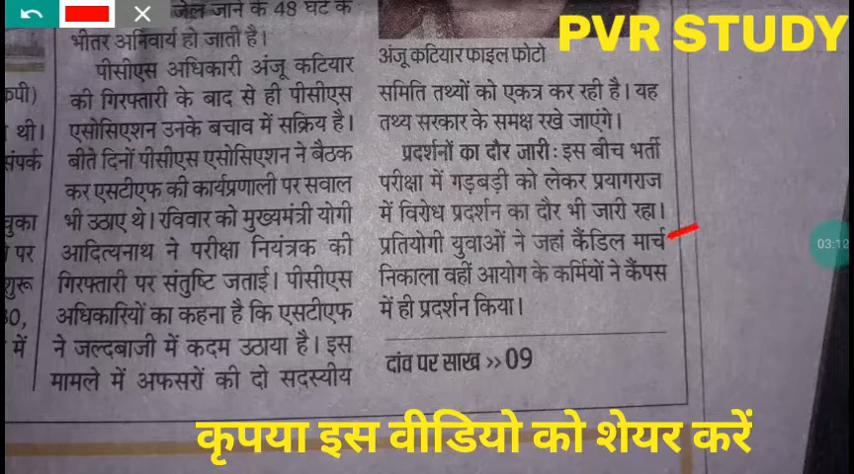 PVR STUDY
जेल जाने के 48 घंटे के
भीतर अनिवार्य हो जाती है।
पीसीएस अधिकारी अंजू कटियार
की गिरफ्तारी के बाद से ही पीसीएस
एसोसिएशन उनके बचाव में सक्रिय है।
बीते दिनों पीसीएस एसोसिएशन ने बैठक
कर एसटीएफ की कार्यप्रणाली पर सवाल
भी उठाए थे। रविवार को मुख्यमंत्री योगी
आदित्यनाथ ने परीक्षा नियंत्रक की
गिरफ्तारी पर संतुष्टि जताई। पीसीएस
अधिकारियों का कहना है कि एसटीएफ
ने जल्दबाजी में कदम उठाया है। इस
मामले में अफसरों की दो सदस्यीय
अंजू कटियार फाइल फोटो
समिति तथ्यों को एकत्र कर रही है। यह
तथ्य सरकार के समक्ष रखे जाएंगे।
प्रदर्शनों का दौर जारी : इस बीच भर्ती
परीक्षा में गड़बड़ी को लेकर प्रयागराज
में विरोध प्रदर्शन का दौर भी जारी रहा।
प्रतियोगी युवाओं ने जहां कैंडिल मार्च
निकाला वहीं आयोग के कर्मियों ने कैंपस
में ही प्रदर्शन किया।
दांव पर साख >> 09
03:12
कृपया इस वीडियो को शेयर करें